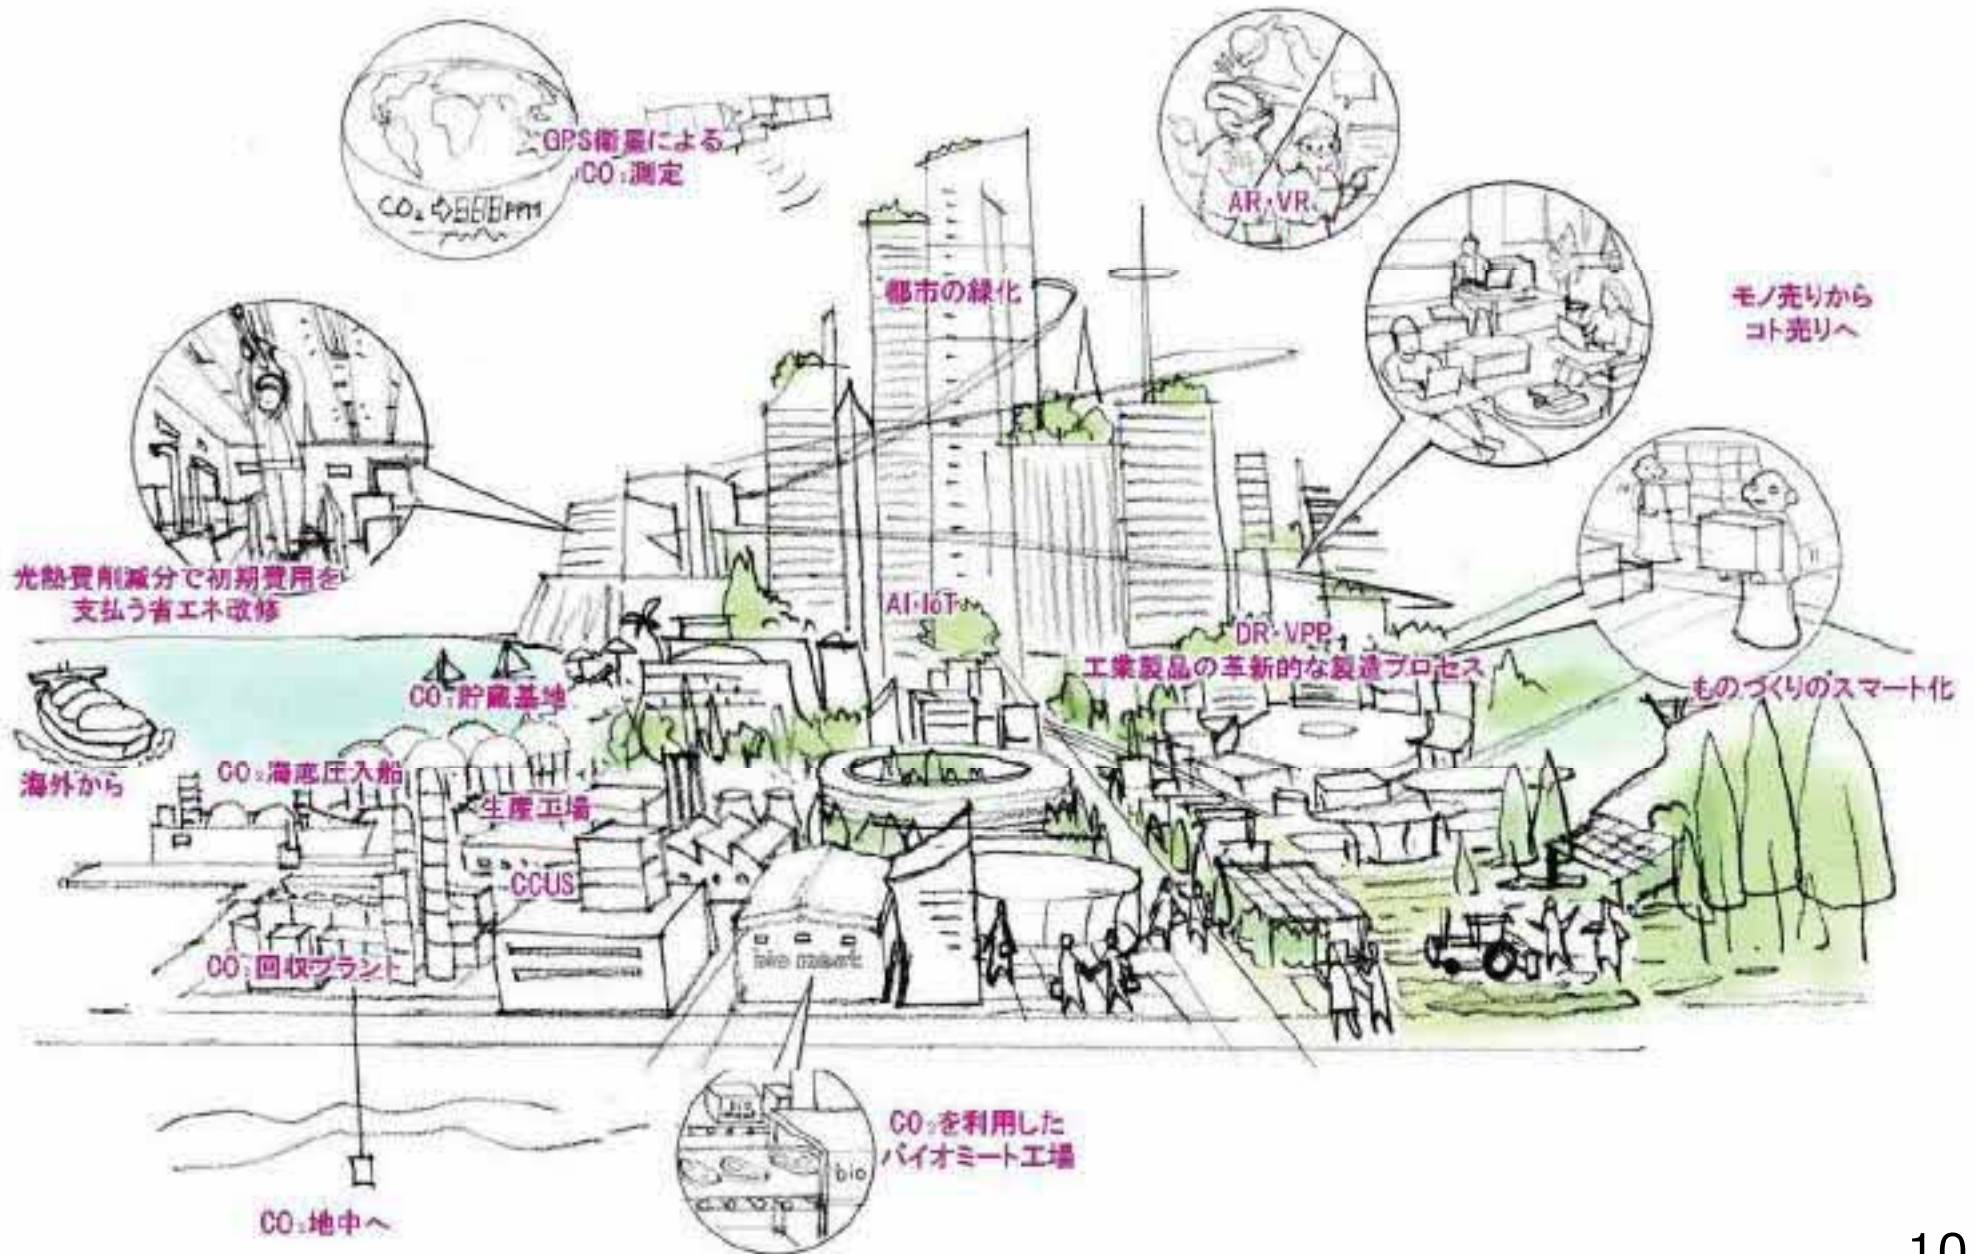 GPS衛星による
CO₂測定
CO₂⇨888PPM
AR・VR
都市の緑化
モノ売りから
コト売りへ
光熱費削減分で初期費用を
支払う省エネ改修
AI・IoT
DR・VPP
工業製品の革新的な製造プロセス
ものづくりのスマート化
CO₂貯蔵基地
海外から
CO₂海底圧入船
生産工場
CCUS
CO₂回収プラント
bio meat
CO₂を利用した
バイオミート工場
bio
bio
CO₂地中へ
10